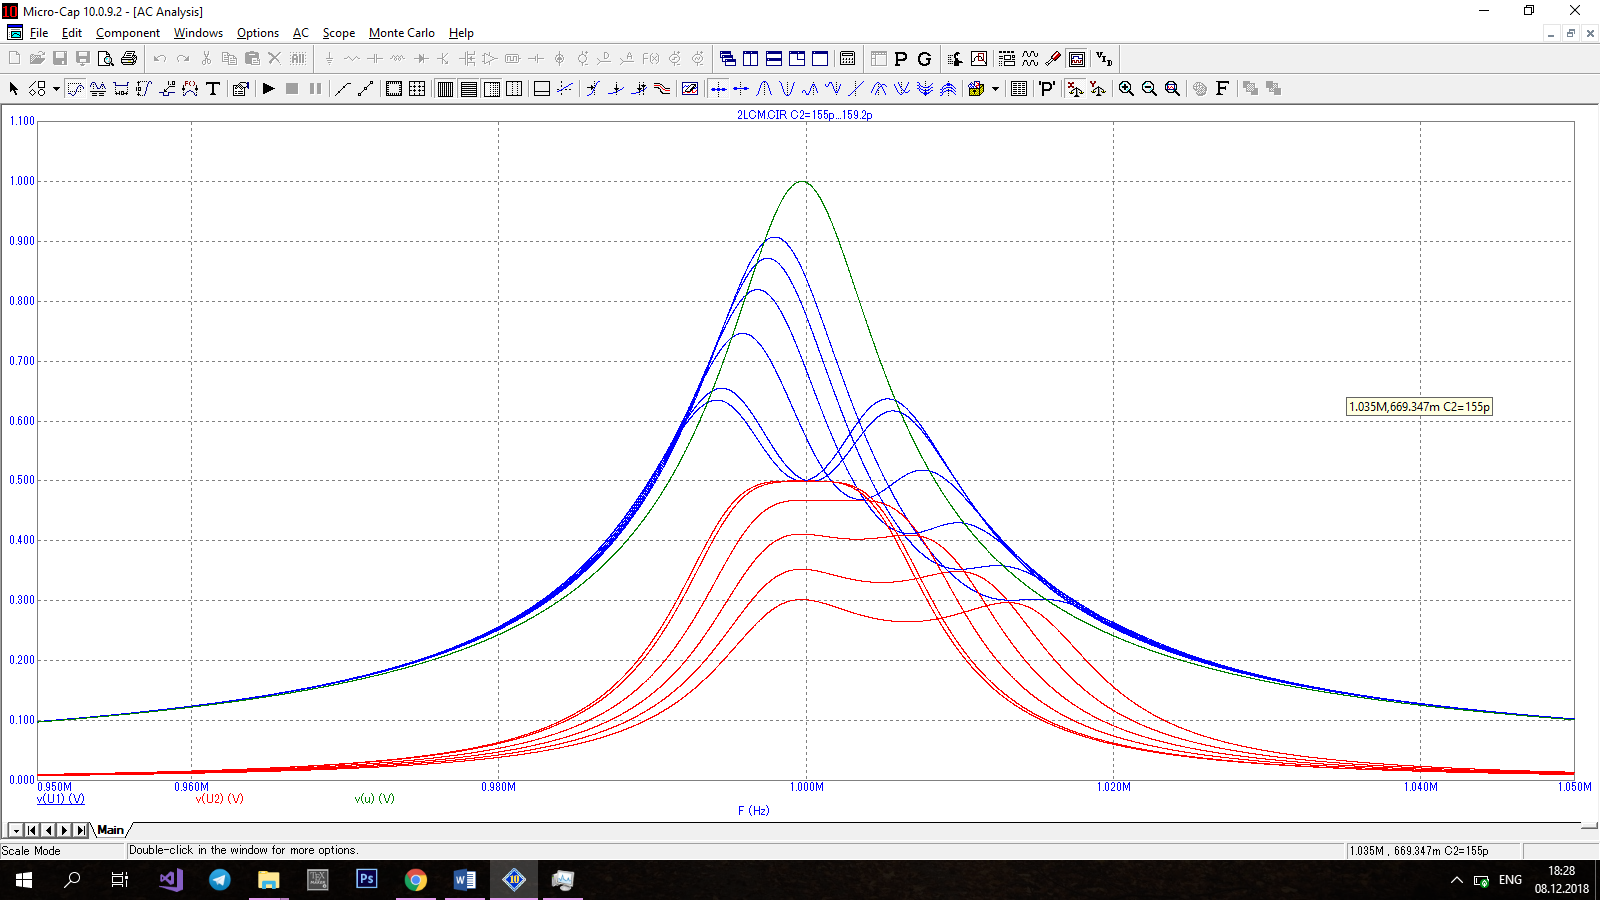 Micro-Cap 10.0.9.2 - [AC Analysis]
File Edit Component Windows Options AC Scope Monte Carlo Help
2LCM.CIR C2=155p...159.2p
1.100
1.000
0.900
0.800
0.700
0.600
0.500
0.400
0.300
0.200
0.100
0.000
1.035M,669.347m C2=155p
0.950M 0.960M 0.980M 1.000M 1.020M 1.040M 1.050M
v(U1) (V) v(U2) (V) v(u) (V)
F (Hz)
Main
Scale Mode Double-click in the window for more options. 1.035M , 669.347m C2=155p
ENG 18:28
08.12.2018